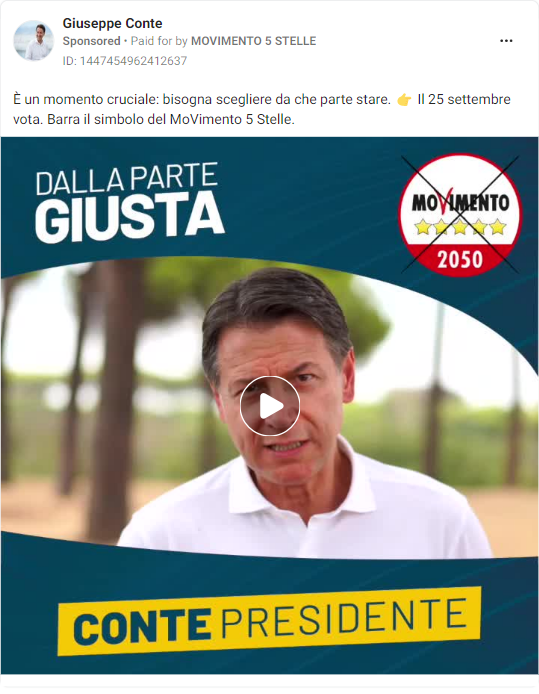 Giuseppe Conte
Sponsored • Paid for by MOVIMENTO 5 STELLE
ID: 1447454962412637
È un momento cruciale: bisogna scegliere da che parte stare. 👉 Il 25 settembre
vota. Barra il simbolo del MoVimento 5 Stelle.
DALLA PARTE
GIUSTA
MOVIMENTO
2050
CONTE PRESIDENTE